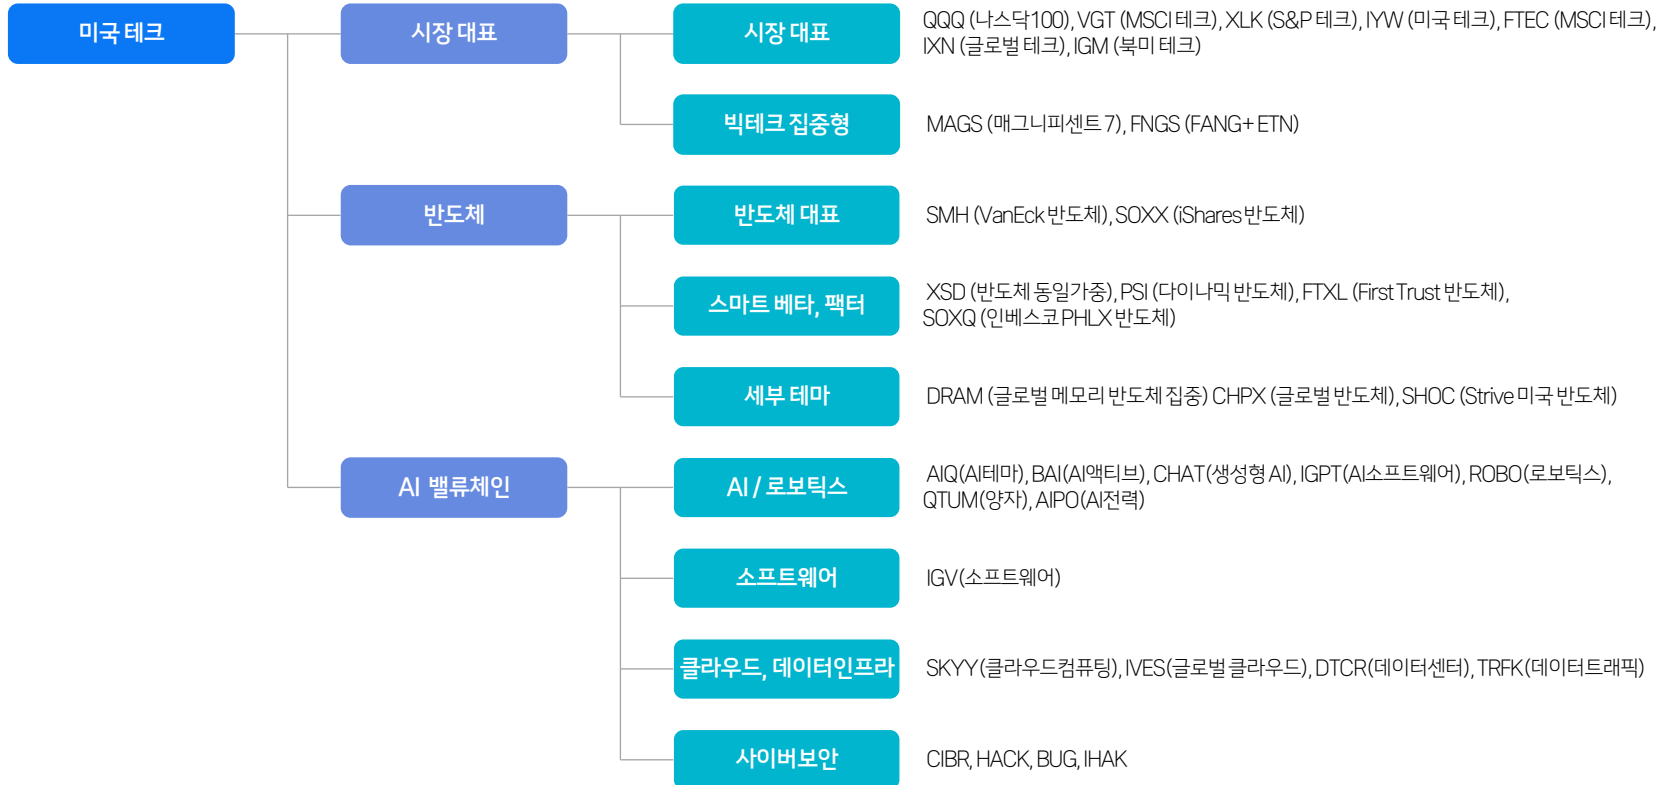 미국 테크
시장 대표
시장 대표
QQQ (나스닥100), VGT (MSCI 테크), XLK (S&P 테크), IYW (미국 테크), FTEC (MSCI 테크),
IXN (글로벌 테크), IGM (북미 테크)
빅테크 집중형
MAGS (매그니피센트 7), FNGS (FANG+ ETN)
반도체
반도체 대표
SMH (VanEck 반도체), SOXX (iShares 반도체)
스마트 베타, 팩터
XSD (반도체 동일가중), PSI (다이나믹 반도체), FTXL (First Trust 반도체),
SOXQ (인베스코 PHLX 반도체)
세부 테마
DRAM (글로벌 메모리 반도체 집중) CHPX (글로벌 반도체), SHOC (Strive 미국 반도체)
AI 밸류체인
AI / 로보틱스
AIQ(AI테마), BAI(AI액티브), CHAT(생성형 AI), IGPT(AI소프트웨어), ROBO(로보틱스),
QTUM(양자), AIPO(AI전력)
소프트웨어
IGV(소프트웨어)
클라우드, 데이터인프라
SKYY(클라우드컴퓨팅), IVES(글로벌 클라우드), DTCR(데이터센터), TRFK(데이터트래픽)
사이버보안
CIBR, HACK, BUG, IHAK